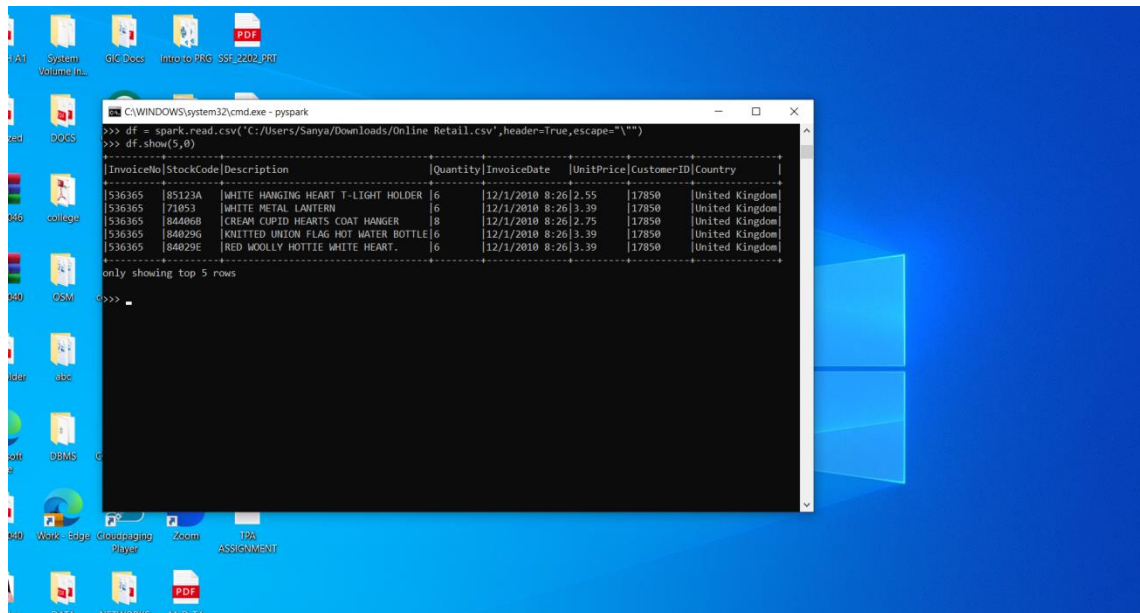 A1
System
Volume In...
GIC Docs
Intro to PRG
SSF_2202_PRT
PDF
DOCS
college
OSM
abc
DBMS
Work - Edge
Cloudpaging
Player
Zoom
TPA
ASSIGNMENT
PDF
C:\WINDOWS\system32\cmd.exe - pyspark
>>> df = spark.read.csv('C:/Users/Sanya/Downloads/Online Retail.csv',header=True,escape="\"")
>>> df.show(5,0)
|InvoiceNo|StockCode|Description |Quantity|InvoiceDate |UnitPrice|CustomerID|Country |
|536365 |85123A |WHITE HANGING HEART T-LIGHT HOLDER |6 |12/1/2010 8:26|2.55 |17850 |United Kingdom|
|536365 |71053 |WHITE METAL LANTERN |6 |12/1/2010 8:26|3.39 |17850 |United Kingdom|
|536365 |84406B |CREAM CUPID HEARTS COAT HANGER |8 |12/1/2010 8:26|2.75 |17850 |United Kingdom|
|536365 |84029G |KNITTED UNION FLAG HOT WATER BOTTLE|6 |12/1/2010 8:26|3.39 |17850 |United Kingdom|
|536365 |84029E |RED WOOLLY HOTTIE WHITE HEART. |6 |12/1/2010 8:26|3.39 |17850 |United Kingdom|
only showing top 5 rows
>>>